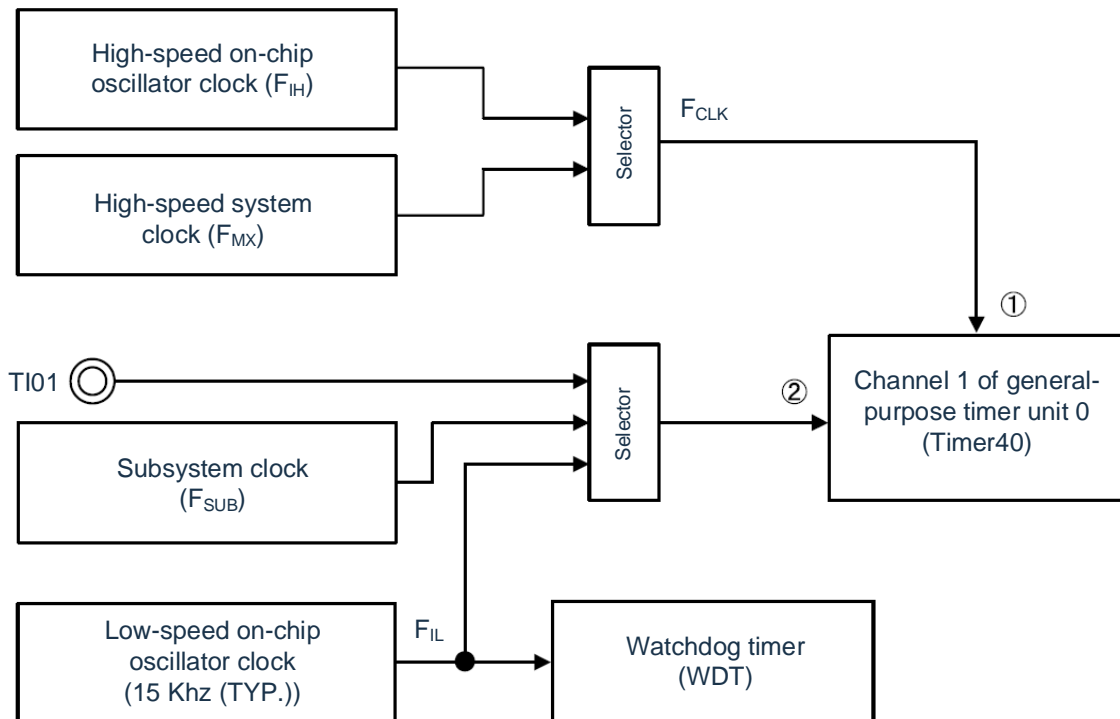 High-speed on-chip
oscillator clock (FIH)
Selector
FCLK
High-speed system
clock (FMX)
①
TI01
Selector
②
Channel 1 of general-
purpose timer unit 0
(Timer40)
Subsystem clock
(FSUB)
Low-speed on-chip
oscillator clock
(15 Khz (TYP.))
FIL
Watchdog timer
(WDT)